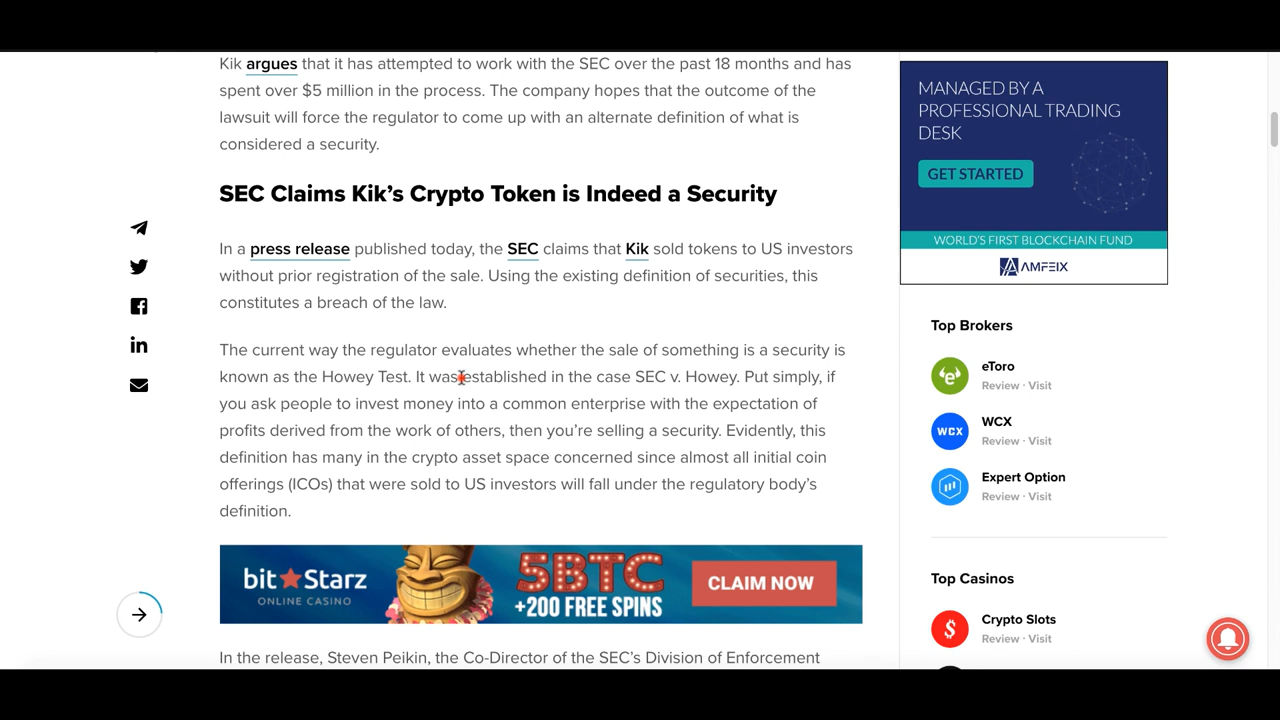 Kik argues that it has attempted to work with the SEC over the past 18 months and has
spent over $5 million in the process. The company hopes that the outcome of the
lawsuit will force the regulator to come up with an alternate definition of what is
considered a security.
SEC Claims Kik's Crypto Token is Indeed a Security
In a press release published today, the SEC claims that Kik sold tokens to US investors
without prior registration of the sale. Using the existing definition of securities, this
constitutes a breach of the law.
The current way the regulator evaluates whether the sale of something is a security is
known as the Howey Test. It was established in the case SEC v. Howey. Put simply, if
you ask people to invest money into a common enterprise with the expectation of
profits derived from the work of others, then you're selling a security. Evidently, this
definition has many in the crypto asset space concerned since almost all initial coin
offerings (ICOs) that were sold to US investors will fall under the regulatory body's
definition.
bitStarz
ONLINE CASINO
5BTC
+200 FREE SPINS
CLAIM NOW
In the release, Steven Peikin, the Co-Director of the SEC's Division of Enforcement
MANAGED BY A
PROFESSIONAL TRADING
DESK
GET STARTED
WORLD'S FIRST BLOCKCHAIN FUND
AMFEIX
Top Brokers
eToro
Review · Visit
WCX
WCX
Review · Visit
Expert Option
Review · Visit
Top Casinos
Crypto Slots
Review · Visit